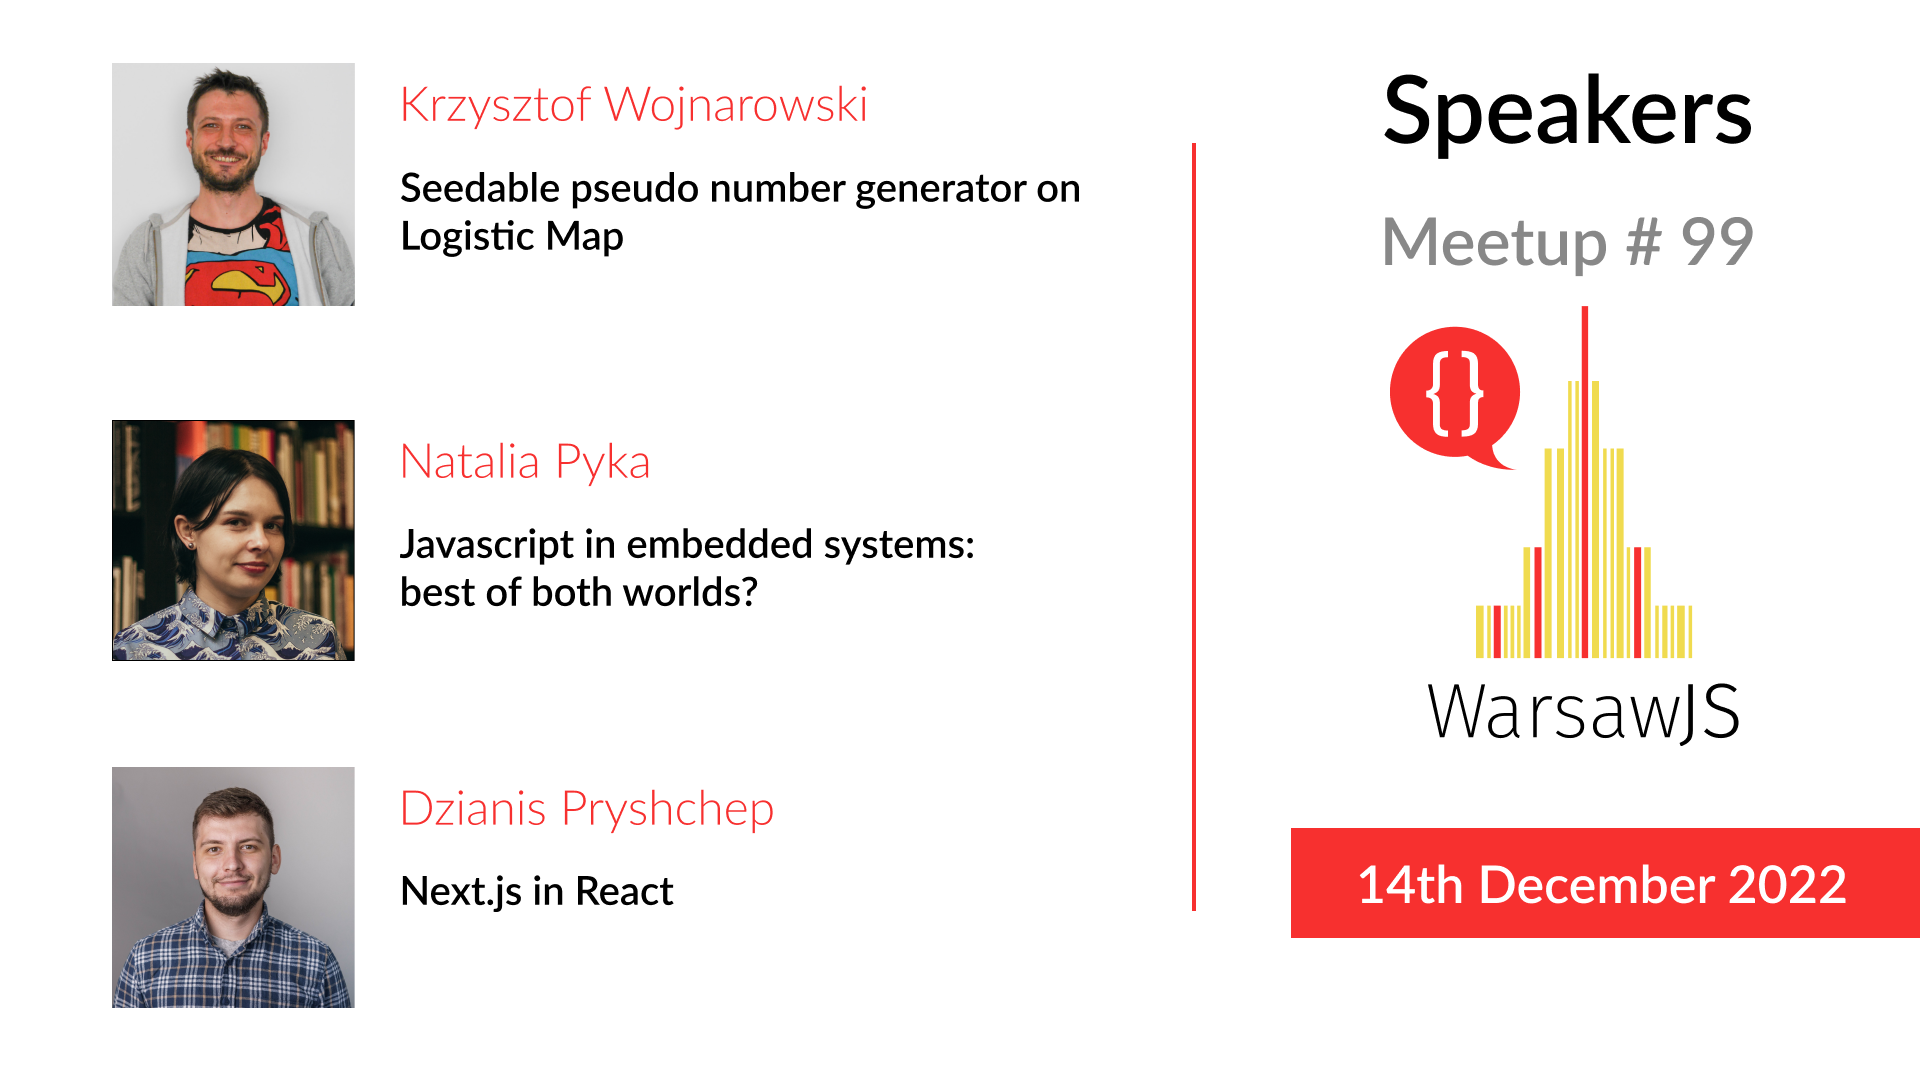 Krzysztof Wojnarowski
Seedable pseudo number generator on
Logistic Map
Natalia Pyka
Javascript in embedded systems:
best of both worlds?
Dzianis Pryshchep
Next.js in React
Speakers
Meetup # 99
{}
WarsawJS
14th December 2022